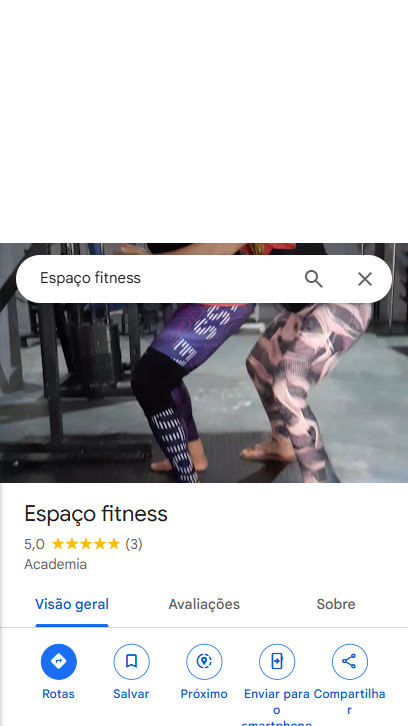 Espaço fitness
Espaço fitness
5,0 (3)
Academia
Visão geral Avaliações Sobre
Rotas Salvar Próximo Enviar para o smartphone Compartilhar